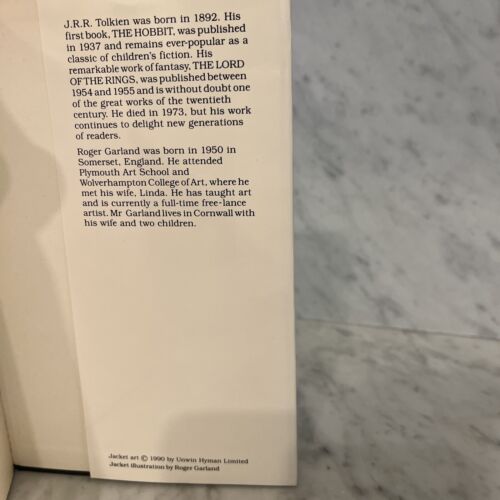 J.R.R. Tolkien was born in 1892. His
first book, THE HOBBIT, was published
in 1937 and remains ever-popular as a
classic of children's fiction. His
remarkable work of fantasy, THE LORD
OF THE RINGS, was published between
1954 and 1955 and is without doubt one
of the great works of the twentieth
century. He died in 1973, but his work
continues to delight new generations
of readers.
Roger Garland was born in 1950 in
Somerset, England. He attended
Plymouth Art School and
Wolverhampton College of Art, where he
met his wife, Linda. He has taught art
and is currently a full-time free-lance
artist. Mr Garland lives in Cornwall with
his wife and two children.
Jacket art © 1990 by Unwin Hyman Limited
Jacket illustration by Roger Garland